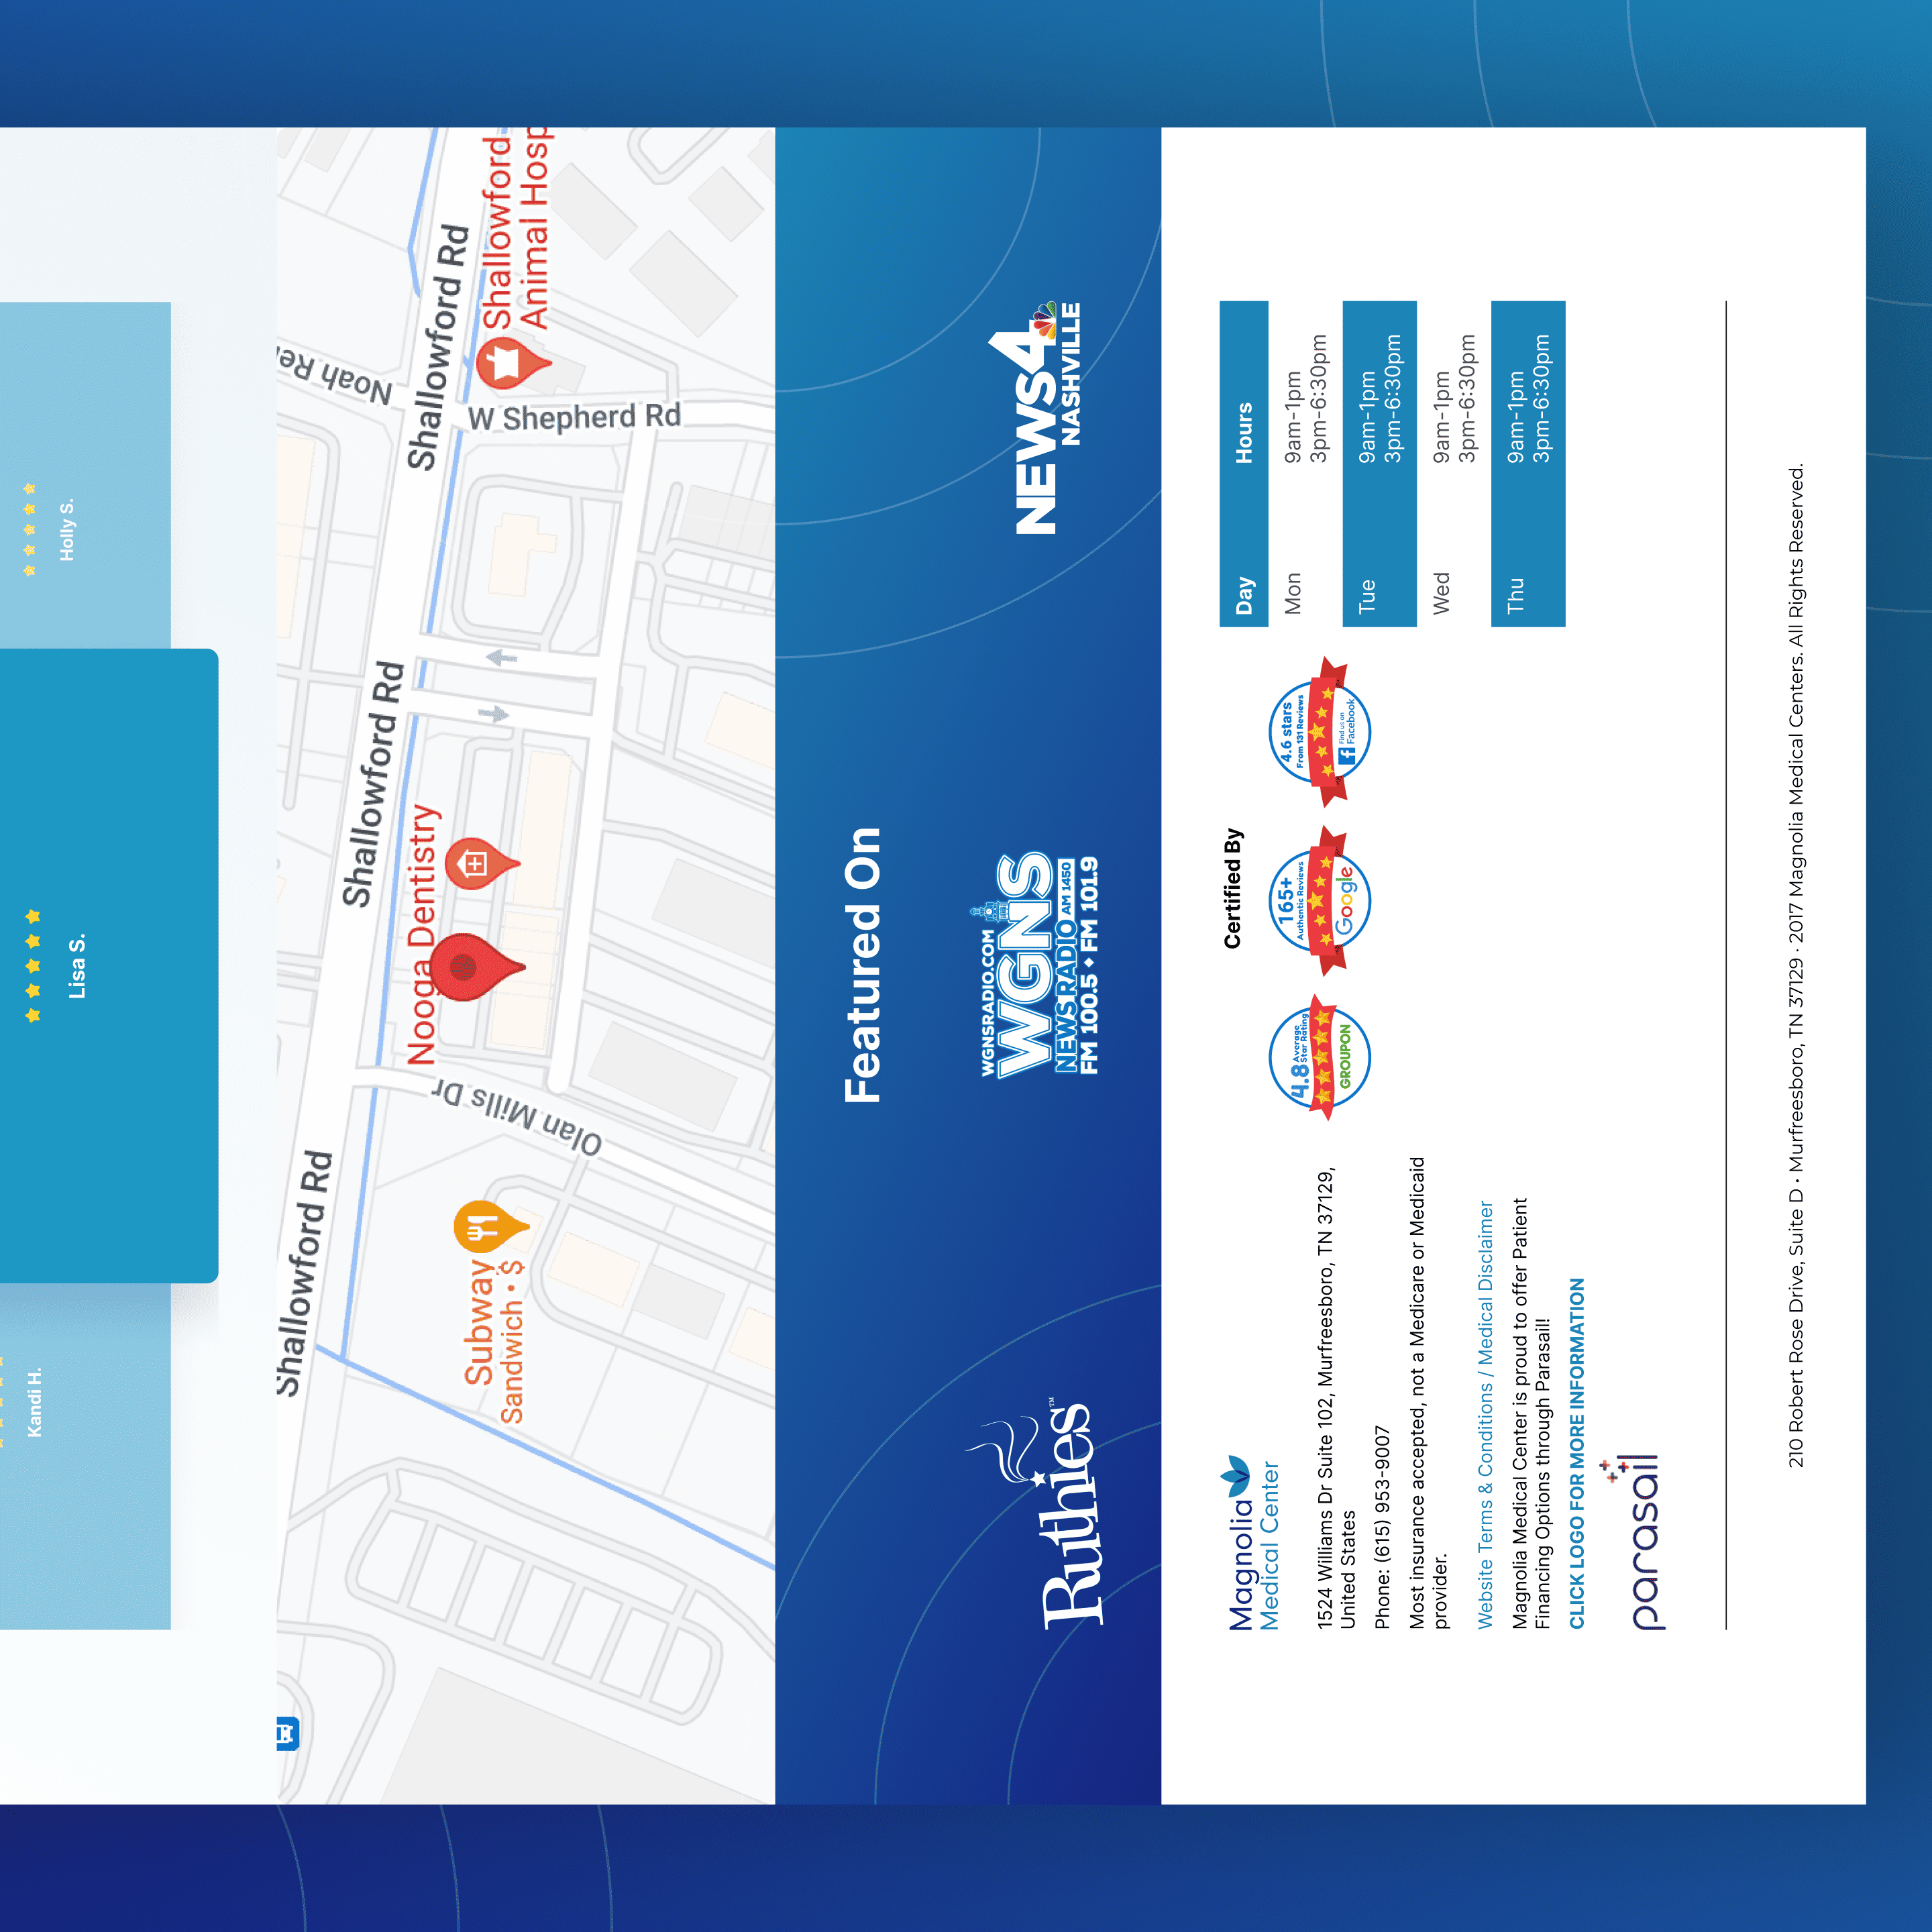 Kandi H.
Lisa S.
Holly S.
Shallowford Rd
Shallowford Rd
Shallowford Rd
Noah Rei
W Shepherd Rd
Shallowford
Animal Hosp
Nooga Dentistry
Olan Mills Dr
Subway
Sandwich • $
Featured On
Ruthie's™
WGNSRADIO.COM
WGNS
NEWS RADIO AM 1450
FM 100.5 ◆ FM 101.9
NEWS4
NASHVILLE
Magnolia
Medical Center
1524 Williams Dr Suite 102, Murfreesboro, TN 37129,
United States
Phone: (615) 953-9007
Most insurance accepted, not a Medicare or Medicaid
provider.
Website Terms & Conditions / Medical Disclaimer
Magnolia Medical Center is proud to offer Patient
Financing Options through Parasail!
CLICK LOGO FOR MORE INFORMATION
parasail
Certified By
4.8 Average
Star Rating
GROUPON
165+
Authentic Reviews
Google
4.6 stars
From 131 Reviews
Find us on
Facebook
Day Hours
Mon 9am-1pm
3pm-6:30pm
Tue 9am-1pm
3pm-6:30pm
Wed 9am-1pm
3pm-6:30pm
Thu 9am-1pm
3pm-6:30pm
210 Robert Rose Drive, Suite D • Murfreesboro, TN 37129 • 2017 Magnolia Medical Centers. All Rights Reserved.